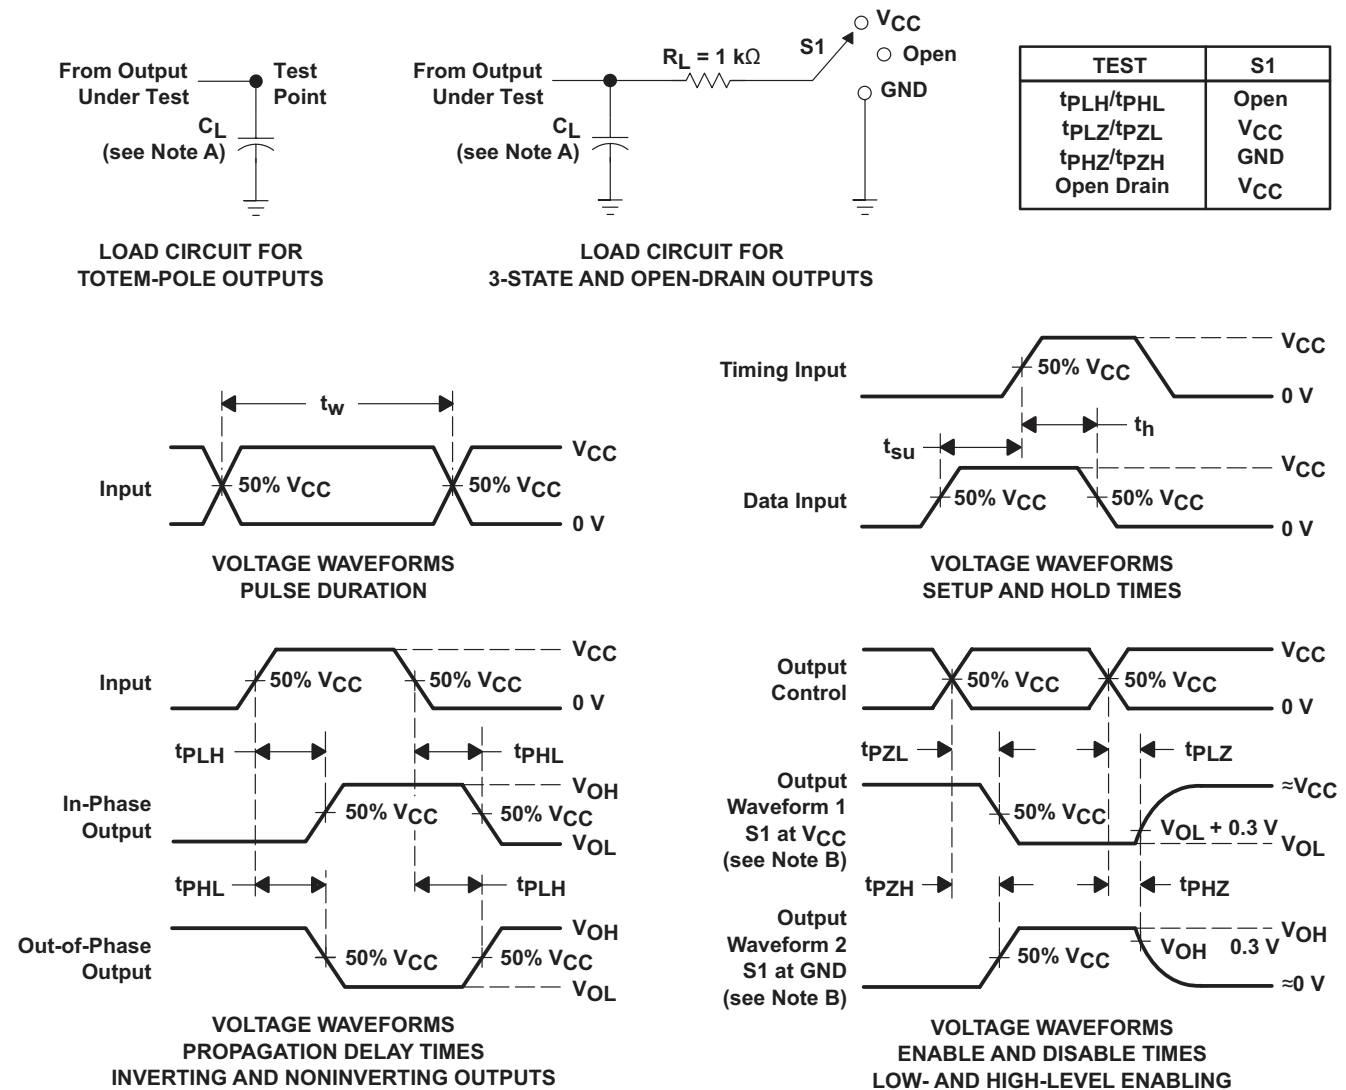 From Output
Under Test
Test
Point
CL
(see Note A)
LOAD CIRCUIT FOR
TOTEM-POLE OUTPUTS
From Output
Under Test
RL = 1 kΩ
S1
VCC
Open
GND
CL
(see Note A)
LOAD CIRCUIT FOR
3-STATE AND OPEN-DRAIN OUTPUTS
TEST S1
tPLH/tPHL Open
tPLZ/tPZL VCC
tPHZ/tPZH GND
Open Drain VCC
tw
Input
50% VCC
50% VCC
VCC
0 V
VOLTAGE WAVEFORMS
PULSE DURATION
Timing Input
50% VCC
VCC
0 V
tsu
th
Data Input
50% VCC
50% VCC
VCC
0 V
VOLTAGE WAVEFORMS
SETUP AND HOLD TIMES
Input
50% VCC
50% VCC
VCC
0 V
tPLH
tPHL
In-Phase
Output
50% VCC
50% VCC
VOH
VOL
tPHL
tPLH
Out-of-Phase
Output
50% VCC
50% VCC
VOH
VOL
VOLTAGE WAVEFORMS
PROPAGATION DELAY TIMES
INVERTING AND NONINVERTING OUTPUTS
Output
Control
50% VCC
50% VCC
VCC
0 V
tPZL
tPLZ
Output
Waveform 1
S1 at VCC
(see Note B)
50% VCC
VOL + 0.3 V
≈VCC
VOL
tPZH
tPHZ
Output
Waveform 2
S1 at GND
(see Note B)
50% VCC
VOH 0.3 V
VOH
≈0 V
VOLTAGE WAVEFORMS
ENABLE AND DISABLE TIMES
LOW- AND HIGH-LEVEL ENABLING